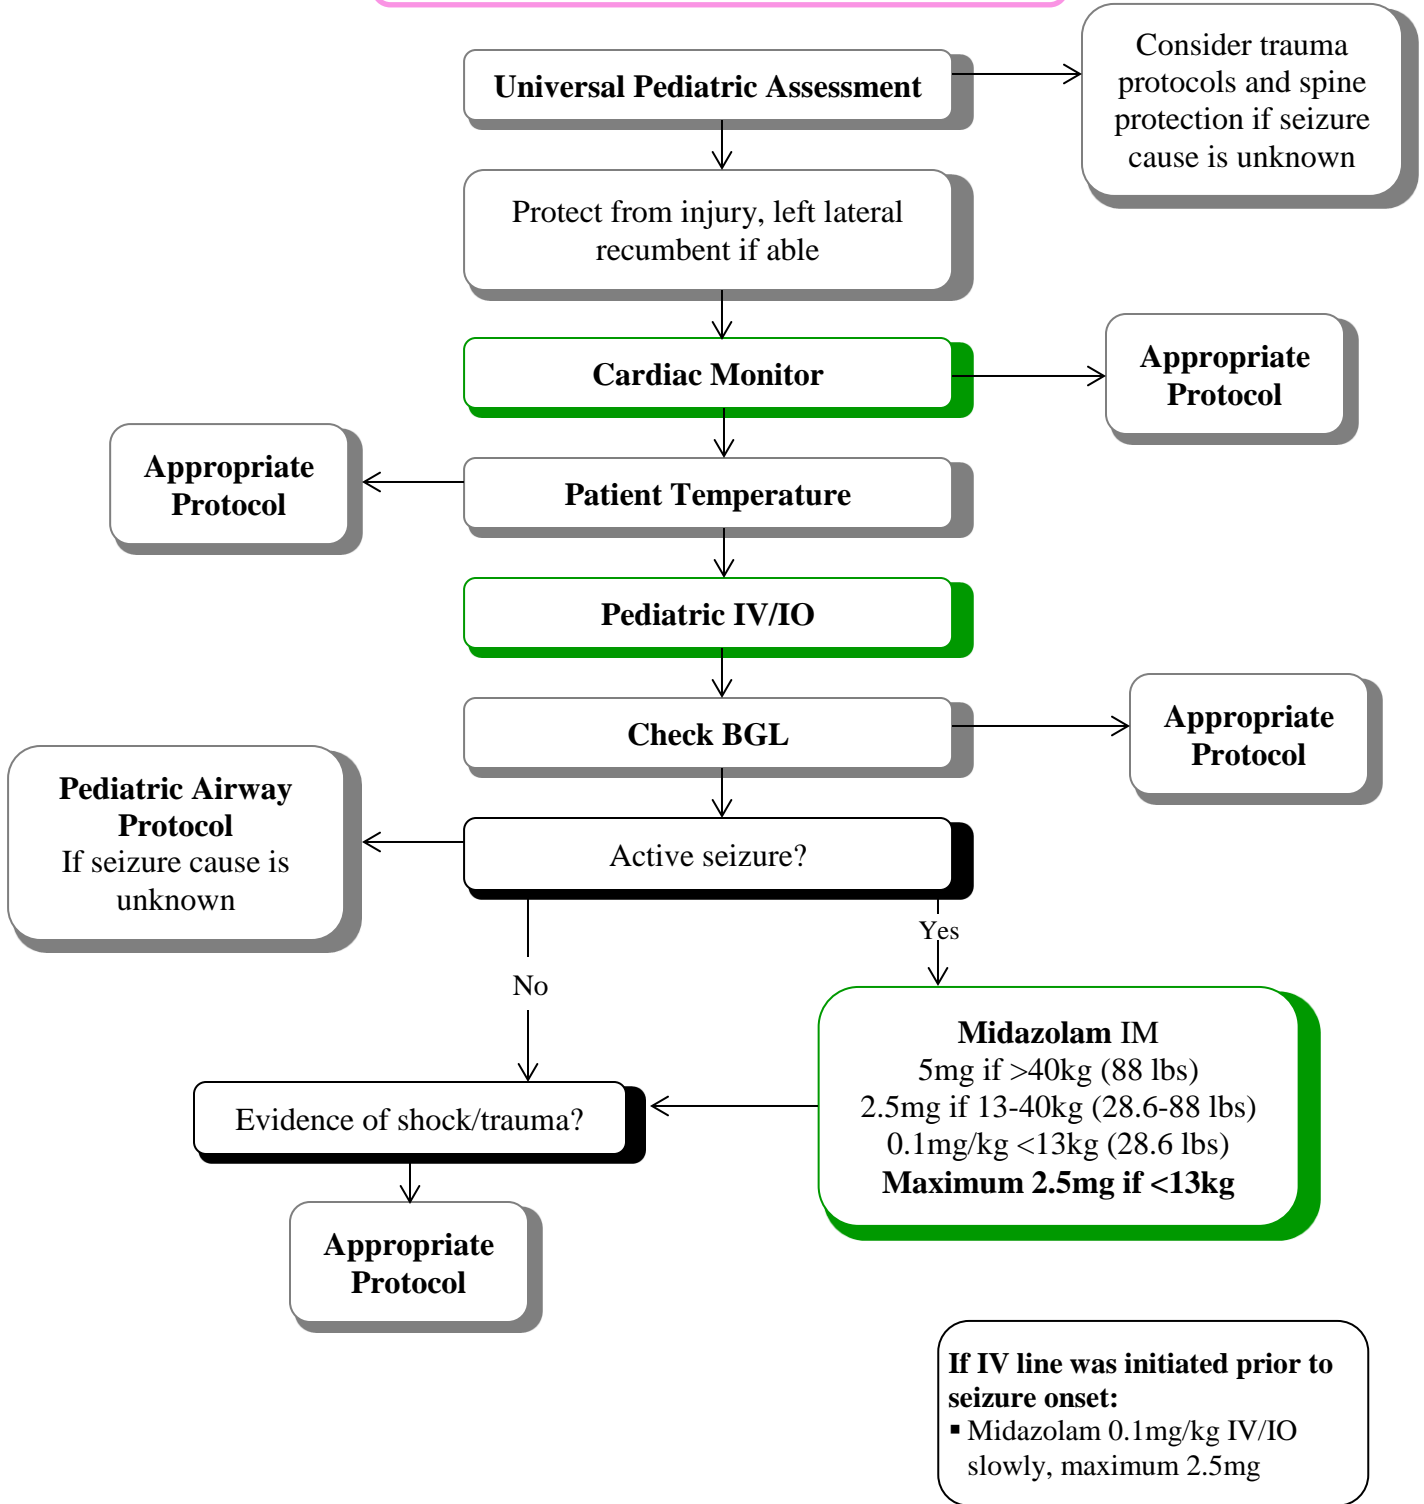 Universal Pediatric Assessment
Consider trauma
protocols and spine
protection if seizure
cause is unknown
Protect from injury, left lateral
recumbent if able
Cardiac Monitor
Appropriate
Protocol
Appropriate
Protocol
Patient Temperature
Pediatric IV/IO
Check BGL
Appropriate
Protocol
Pediatric Airway
Protocol
If seizure cause is
unknown
Active seizure?
Yes
No
Midazolam IM
5mg if >40kg (88 lbs)
2.5mg if 13-40kg (28.6-88 lbs)
0.1mg/kg <13kg (28.6 lbs)
Maximum 2.5mg if <13kg
Evidence of shock/trauma?
Appropriate
Protocol
If IV line was initiated prior to
seizure onset:
▪ Midazolam 0.1mg/kg IV/IO
slowly, maximum 2.5mg